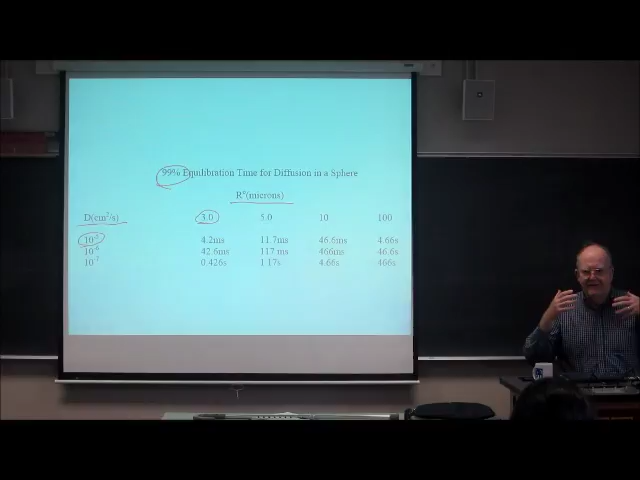 99% Equilibration Time for Diffusion in a Sphere
R°(microns)
D(cm²/s) 3.0 5.0 10 100
10⁻⁵ 4.2ms 11.7ms 46.6ms 4.66s
10⁻⁶ 42.6ms 117 ms 466ms 46.6s
10⁻⁷ 0.426s 1.17s 4.66s 466s